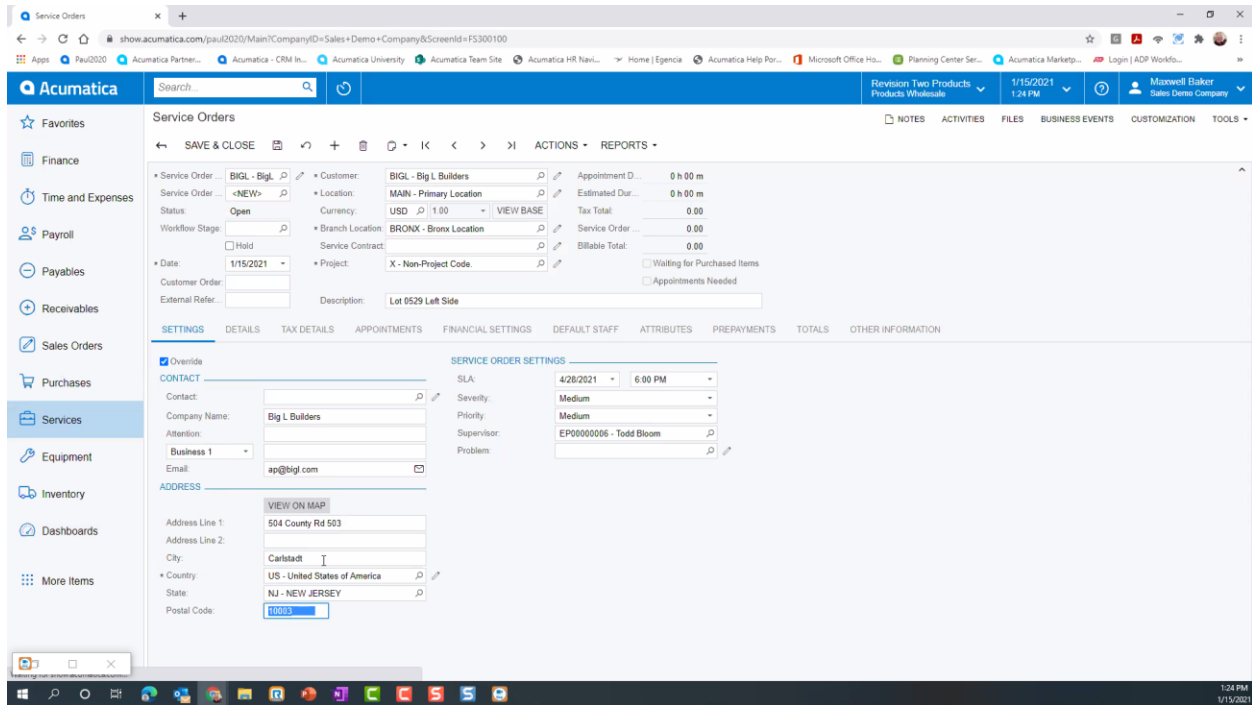 Service Orders
show.acumatica.com/paul2020/Main?CompanyID=Sales+Demo+Company&ScreenId=FS300100
Apps Paul2020 Acumatica Partner... Acumatica - CRM In... Acumatica University Acumatica Team Site Acumatica HR Navi... Home | Egencia Acumatica Help Por... Microsoft Office Ho... Planning Center Ser... Acumatica Marketp... Login | ADP Workfo... »
Acumatica Search... Revision Two Products 1/15/2021 Maxwell Baker
Products Wholesale 1:24 PM Sales Demo Company
Favorites
Finance
Time and Expenses
Payroll
Payables
Receivables
Sales Orders
Purchases
Services
Equipment
Inventory
Dashboards
More Items
Service Orders NOTES ACTIVITIES FILES BUSINESS EVENTS CUSTOMIZATION TOOLS
SAVE & CLOSE ACTIONS REPORTS
* Service Order ... BIGL - BigL * Customer: BIGL - Big L Builders Appointment D... 0 h 00 m
Service Order ... <NEW> * Location: MAIN - Primary Location Estimated Dur... 0 h 00 m
Status: Open Currency: USD 1.00 VIEW BASE Tax Total: 0.00
Workflow Stage: * Branch Location: BRONX - Bronx Location Service Order ... 0.00
Hold Service Contract: Billable Total: 0.00
* Date: 1/15/2021 * Project: X - Non-Project Code. Waiting for Purchased Items
Customer Order: Appointments Needed
External Refer... Description: Lot 0529 Left Side
SETTINGS DETAILS TAX DETAILS APPOINTMENTS FINANCIAL SETTINGS DEFAULT STAFF ATTRIBUTES PREPAYMENTS TOTALS OTHER INFORMATION
Override
CONTACT
Contact:
Company Name: Big L Builders
Attention:
Business 1
Email: ap@bigl.com
ADDRESS
VIEW ON MAP
Address Line 1: 504 County Rd 503
Address Line 2:
City: Carlstadt
* Country: US - United States of America
State: NJ - NEW JERSEY
Postal Code: 10003
SERVICE ORDER SETTINGS
SLA: 4/28/2021 6:00 PM
Severity: Medium
Priority: Medium
Supervisor: EP00000006 - Todd Bloom
Problem:
1:24 PM
1/15/2021